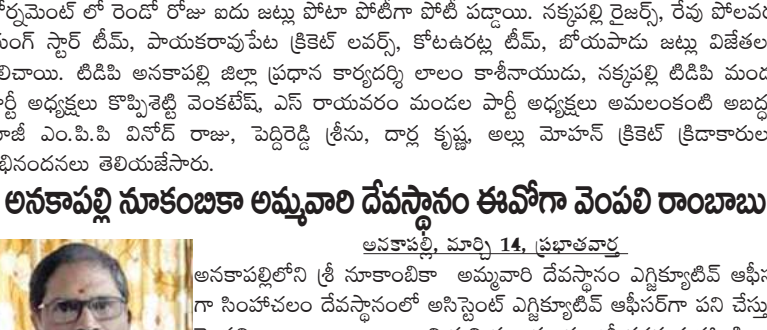 ోర్నమెంట్ లో రెండో రోజు ఐదు జట్లు పోటా పోటీగా పోటీ పడ్డాయి. నక్కపల్లి రైజర్స్, రేవు పోలవర
ంగ్ స్టార్ టీమ్, పాయకరావుపేట క్రికెట్ లవర్స్, కోటఉరట్ల టీమ్, బోయపాడు జట్లు విజేతల
లిచాయి. టిడిపి అనకాపల్లి జిల్లా ప్రధాన కార్యదర్శి లాలం కాశీనాయుడు, నక్కపల్లి టిడిపి మండ
ర్టీ అధ్యక్షలు కొప్పిశెట్టి వెంకటేష్, ఎస్ రాయవరం మండల పార్టీ అధ్యక్షలు అమలంకంటి అబద్ధ
ాజీ ఎం.పి.పి వినోద్ రాజు, పెద్దిరెడ్డి శ్రీను, దార్ల కృష్ణ, అల్లు మోహన్ క్రికెట్ క్రిడాకారుల
భినందనలు తెలియజేసారు.
అనకాపల్లి నూకంబికా అమ్మవారి దేవస్థానం ఈవోగా వెంపలి రాంబాబు
అనకాపల్లి, మార్చి 14, ప్రభాతవార్త
అనకాపల్లిలోని శ్రీ నూకాంబికా అమ్మవారి దేవస్థానం ఎగ్జిక్యూటివ్ ఆఫీస
గా సింహాచలం దేవస్థానంలో అసిస్టెంట్ ఎగ్జిక్యూటివ్ ఆఫీసర్‌గా పని చేస్తు